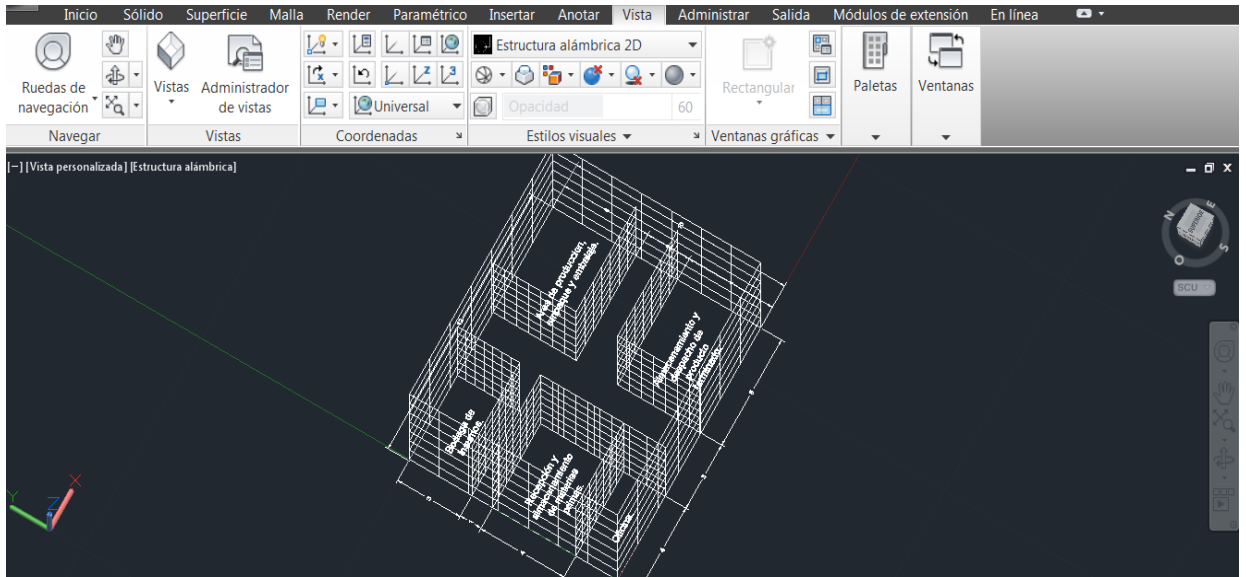 Inicio Sólido Superficie Malla Render Paramétrico Insertar Anotar Vista Administrar Salida Módulos de extensión En línea
Estructura alámbrica 2D
Ruedas de
navegación
Vistas
Administrador
de vistas
Universal
Opacidad 60
Rectangular
Paletas
Ventanas
Navegar
Vistas
Coordenadas
Estilos visuales
Ventanas gráficas
[−] [Vista personalizada] [Estructura alámbrica]
N
E
SUPERIOR
S
O
SCU
Área de producción,
empaque y embalaje.
Almacenamiento y
despacho de
producto
terminado.
Bodega de
insumos.
Recepción y
almacenamiento
de materias
primas.
Oficina.
X
Y
Z